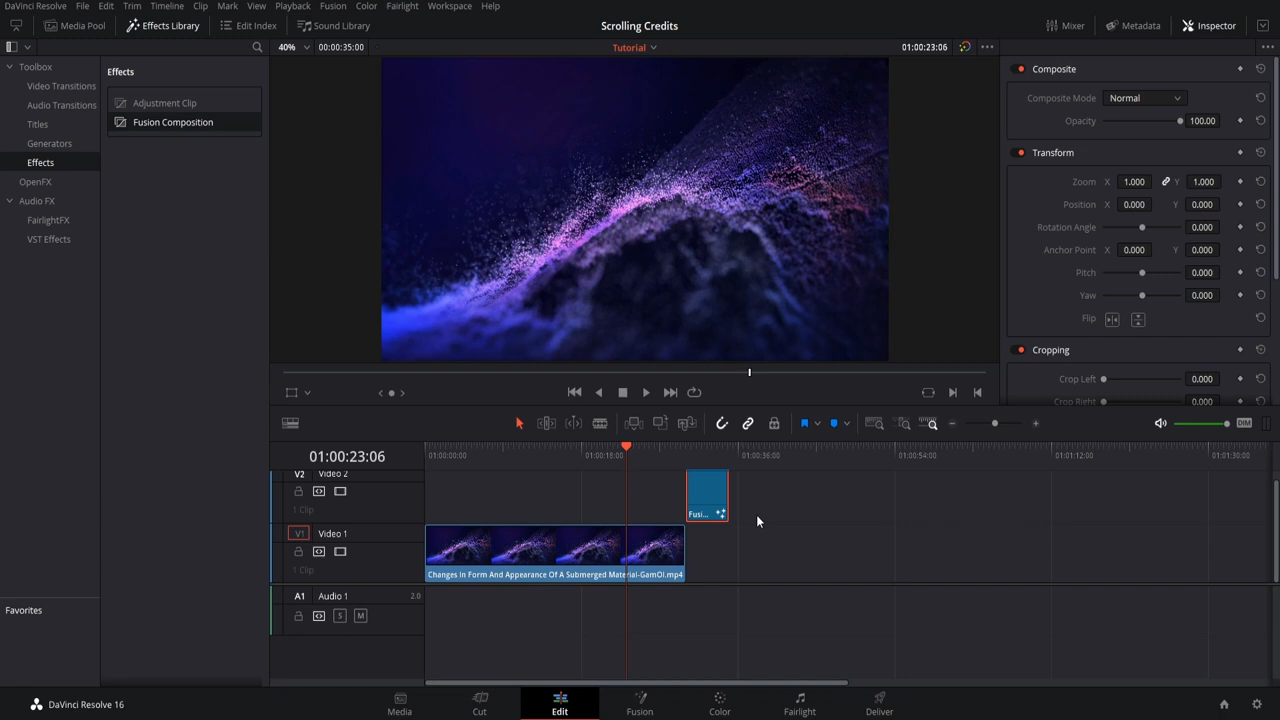 DaVinci Resolve File Edit Trim Timeline Clip Mark View Playback Fusion Color Fairlight Workspace Help
Media Pool Effects Library Edit Index Sound Library Scrolling Credits Mixer Metadata Inspector
40% 00:00:35:00 Tutorial 01:00:23:06
Toolbox
Video Transitions
Audio Transitions
Titles
Generators
Effects
OpenFX
Audio FX
FairlightFX
VST Effects
Favorites
Effects
Adjustment Clip
Fusion Composition
Composite
Composite Mode Normal
Opacity 100.00
Transform
Zoom X 1.000 Y 1.000
Position X 0.000 Y 0.000
Rotation Angle 0.000
Anchor Point X 0.000 Y 0.000
Pitch 0.000
Yaw 0.000
Flip
Cropping
Crop Left 0.000
Crop Right 0.000
DIM
01:00:23:06 01:00:00:00 01:00:18:00 01:00:36:00 01:00:54:00 01:01:12:00 01:01:30:00
V2 Video 2
1 Clip
Fusi...
V1 Video 1
1 Clip
Changes In Form And Appearance Of A Submerged Material-GamOl.mp4
A1 Audio 1 2.0
S M
DaVinci Resolve 16 Media Cut Edit Fusion Color Fairlight Deliver